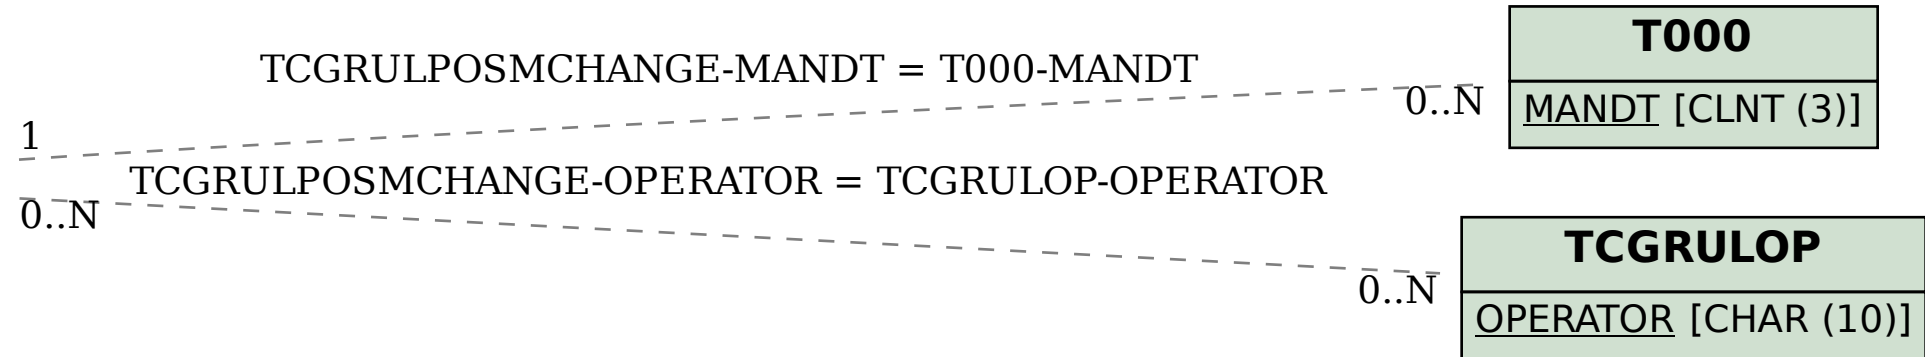 T000
TCGRULPOSMCHANGE-MANDT = T000-MANDT
0..N
MANDT [CLNT (3)]
1
TCGRULPOSMCHANGE-OPERATOR = TCGRULOP-OPERATOR
0..N
TCGRULOP
0..N
OPERATOR [CHAR (10)]